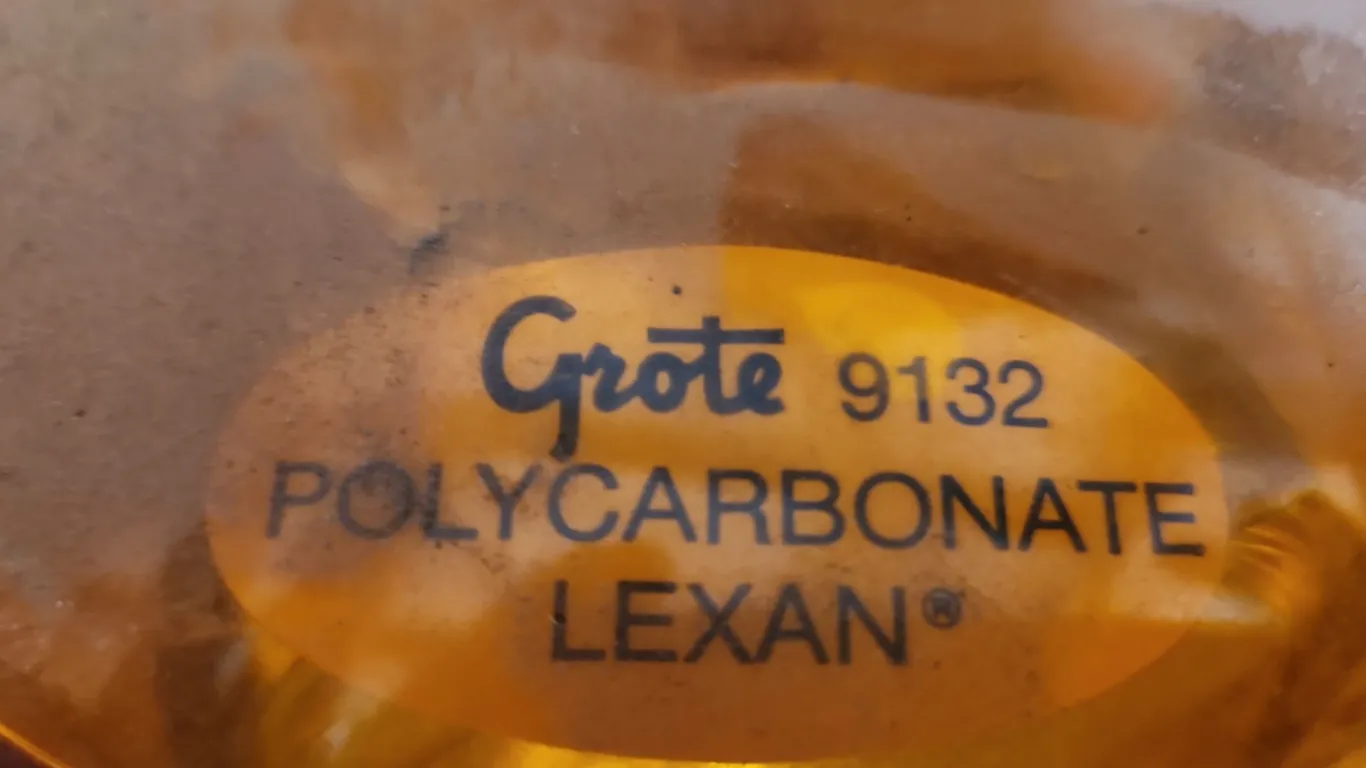 Grote 9132
POLYCARBONATE
LEXAN®